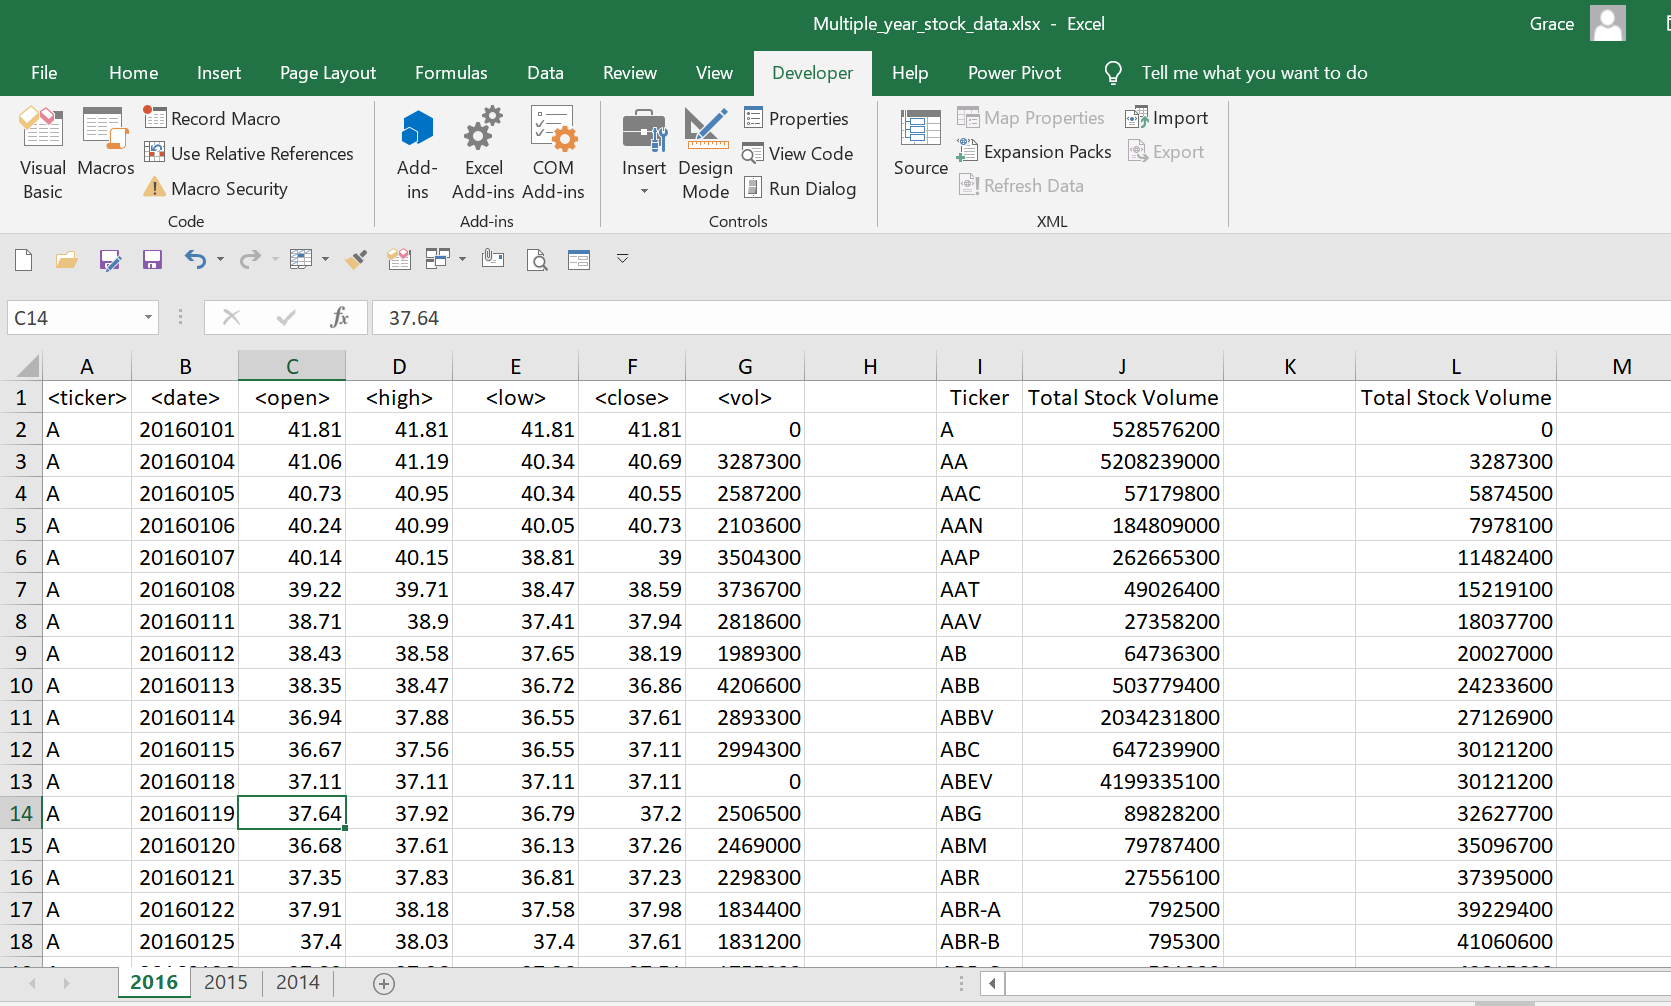 Multiple_year_stock_data.xlsx - Excel
Grace
File Home Insert Page Layout Formulas Data Review View Developer Help Power Pivot Tell me what you want to do
Visual Basic
Macros
Record Macro
Use Relative References
Macro Security
Code
Add-ins
Excel Add-ins
COM Add-ins
Add-ins
Insert
Design Mode
Properties
View Code
Run Dialog
Controls
Source
Map Properties
Expansion Packs
Refresh Data
Import
Export
XML
C14 fx 37.64
A B C D E F G H I J K L M
1 <ticker> <date> <open> <high> <low> <close> <vol> Ticker Total Stock Volume Total Stock Volume
2 A 20160101 41.81 41.81 41.81 41.81 0 A 528576200 0
3 A 20160104 41.06 41.19 40.34 40.69 3287300 AA 5208239000 3287300
4 A 20160105 40.73 40.95 40.34 40.55 2587200 AAC 57179800 5874500
5 A 20160106 40.24 40.99 40.05 40.73 2103600 AAN 184809000 7978100
6 A 20160107 40.14 40.15 38.81 39 3504300 AAP 262665300 11482400
7 A 20160108 39.22 39.71 38.47 38.59 3736700 AAT 49026400 15219100
8 A 20160111 38.71 38.9 37.41 37.94 2818600 AAV 27358200 18037700
9 A 20160112 38.43 38.58 37.65 38.19 1989300 AB 64736300 20027000
10 A 20160113 38.35 38.47 36.72 36.86 4206600 ABB 503779400 24233600
11 A 20160114 36.94 37.88 36.55 37.61 2893300 ABBV 2034231800 27126900
12 A 20160115 36.67 37.56 36.55 37.11 2994300 ABC 647239900 30121200
13 A 20160118 37.11 37.11 37.11 37.11 0 ABEV 4199335100 30121200
14 A 20160119 37.64 37.92 36.79 37.2 2506500 ABG 89828200 32627700
15 A 20160120 36.68 37.61 36.13 37.26 2469000 ABM 79787400 35096700
16 A 20160121 37.35 37.83 36.81 37.23 2298300 ABR 27556100 37395000
17 A 20160122 37.91 38.18 37.58 37.98 1834400 ABR-A 792500 39229400
18 A 20160125 37.4 38.03 37.4 37.61 1831200 ABR-B 795300 41060600
2016 2015 2014